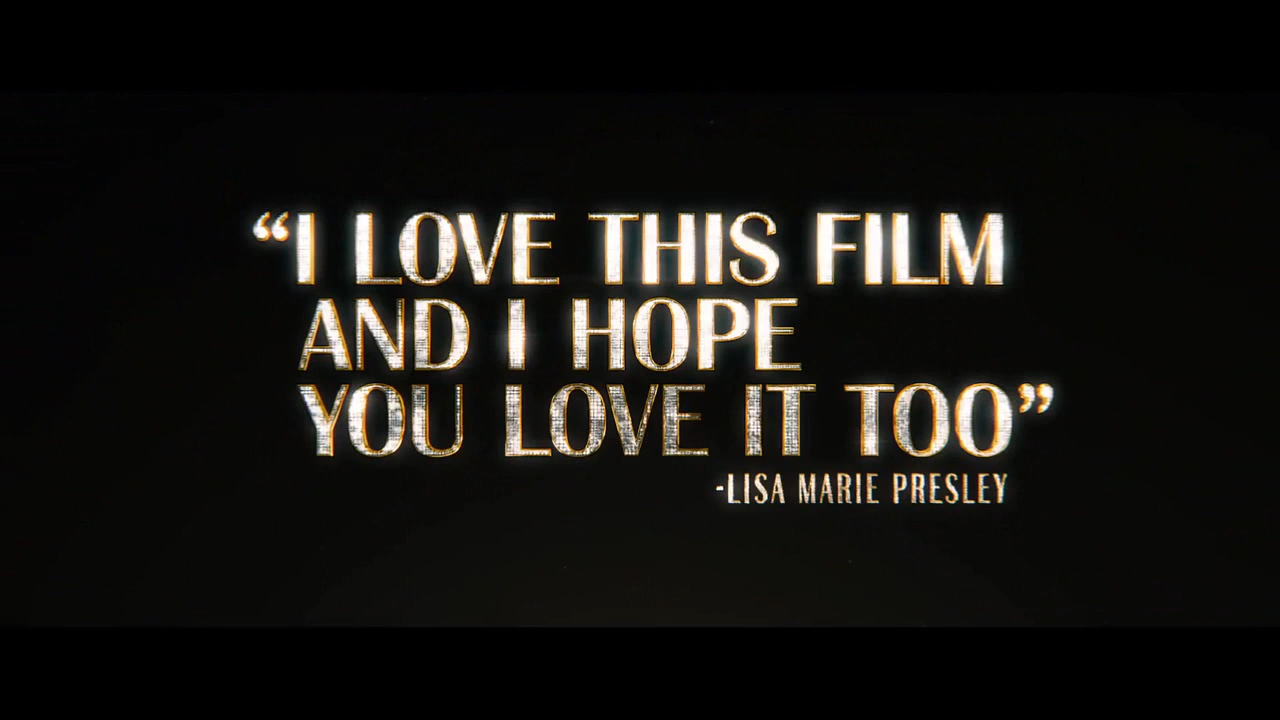 “I LOVE THIS FILM
AND I HOPE
YOU LOVE IT TOO”
-LISA MARIE PRESLEY